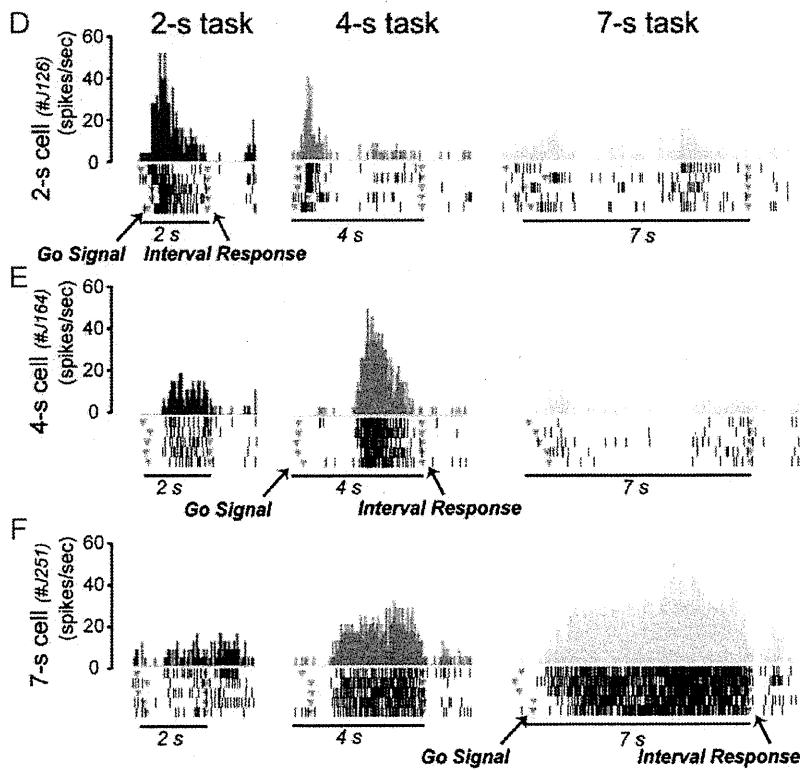 D
2-s task 4-s task 7-s task
2-s cell (#J126)
(spikes/sec)
60
40
20
0
2 s 4 s 7 s
Go Signal Interval Response
E
4-s cell (#J164)
(spikes/sec)
60
40
20
0
2 s 4 s 7 s
Go Signal Interval Response
F
7-s cell (#J251)
(spikes/sec)
60
40
20
0
2 s 4 s 7 s
Go Signal Interval Response